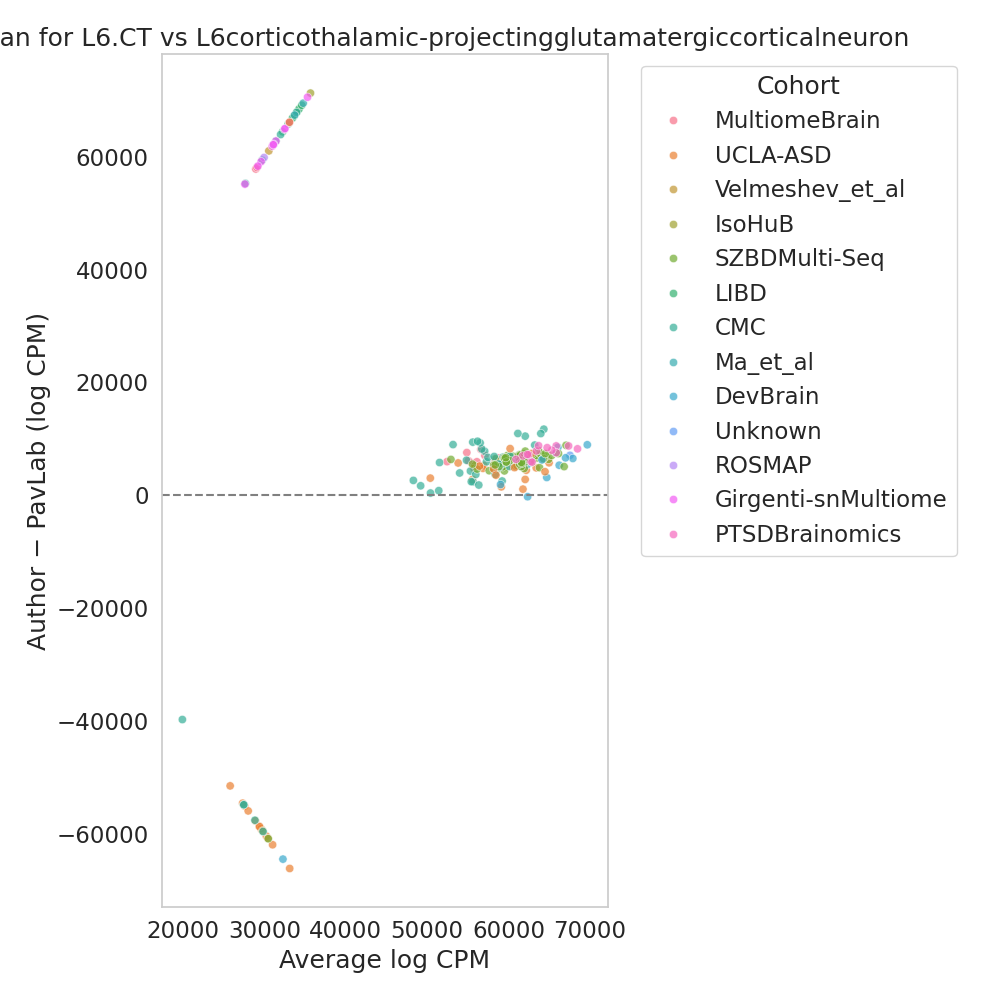 an for L6.CT vs L6corticothalamic-projectingglutamatergiccorticalneuron
Author − PavLab (log CPM)
60000
40000
20000
0
−20000
−40000
−60000
20000 30000 40000 50000 60000 70000
Average log CPM
Cohort
MultiomeBrain
UCLA-ASD
Velmeshev_et_al
IsoHuB
SZBDMulti-Seq
LIBD
CMC
Ma_et_al
DevBrain
Unknown
ROSMAP
Girgenti-snMultiome
PTSDBrainomics